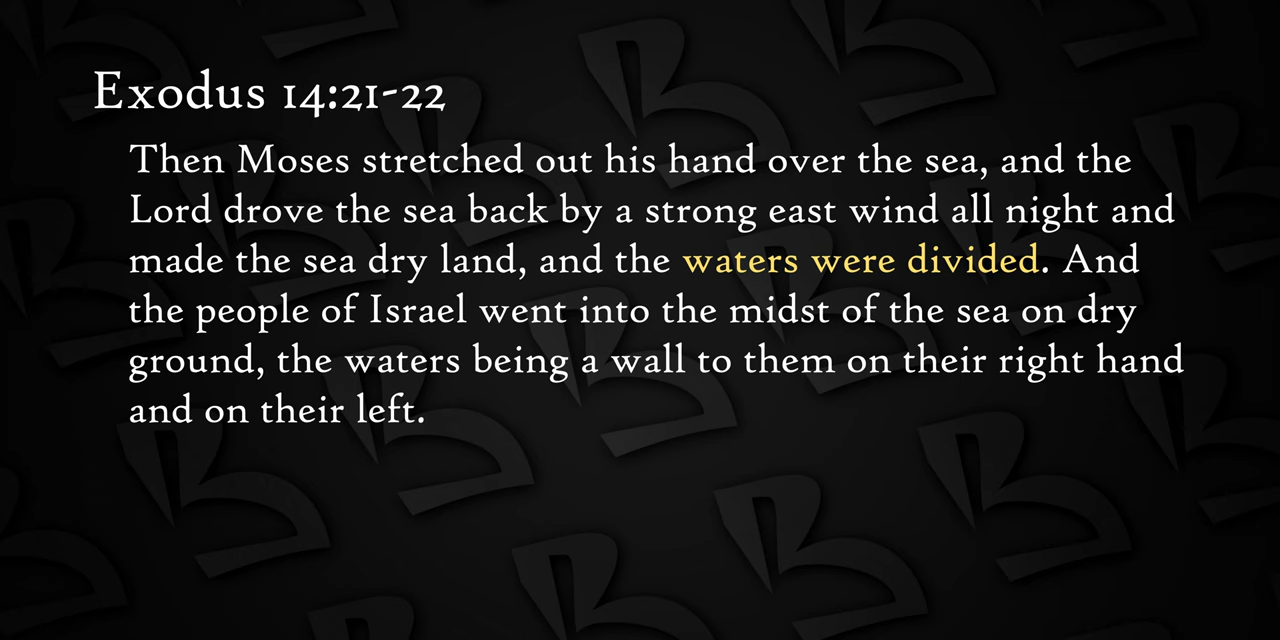 Exodus 14:21-22
Then Moses stretched out his hand over the sea, and the
Lord drove the sea back by a strong east wind all night and
made the sea dry land, and the waters were divided. And
the people of Israel went into the midst of the sea on dry
ground, the waters being a wall to them on their right hand
and on their left.